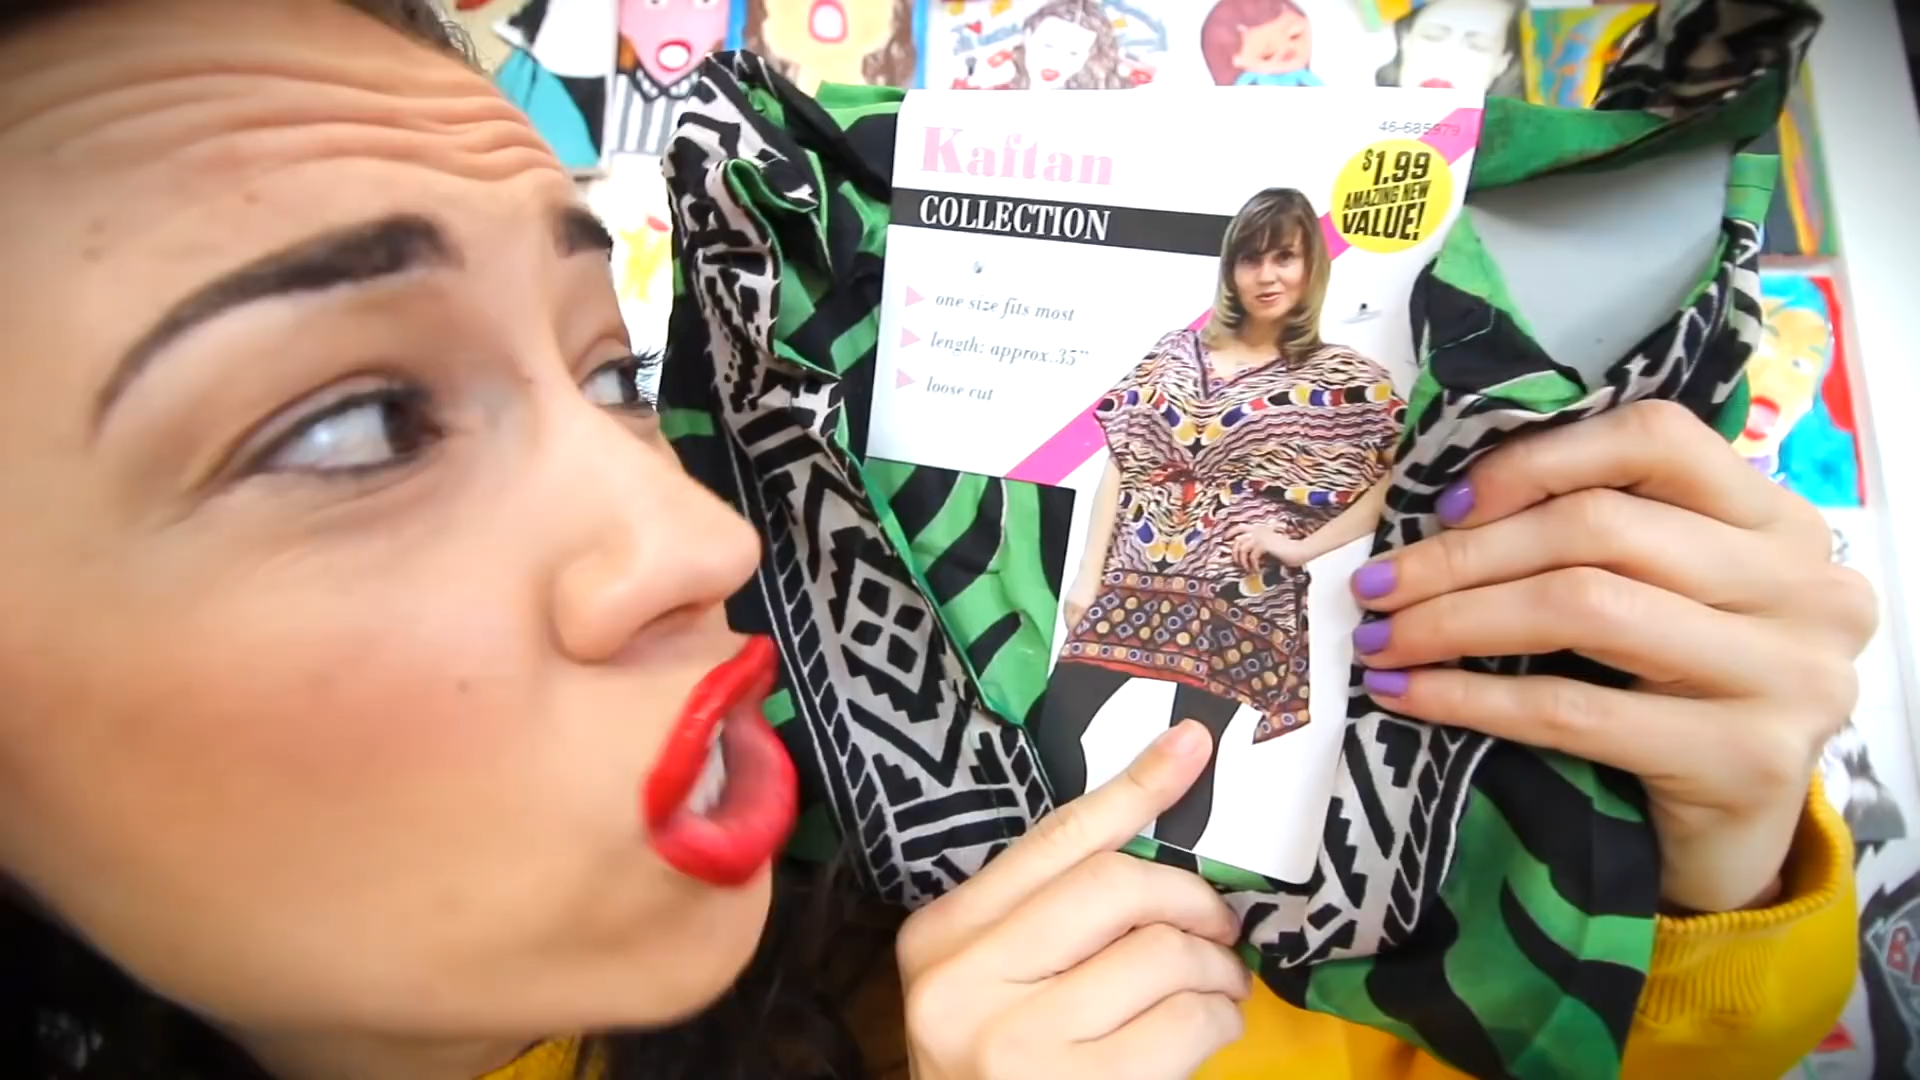 Kaftan
46-685979
COLLECTION
$1.99
AMAZING NEW
VALUE!
one size fits most
length: approx.35"
loose cut